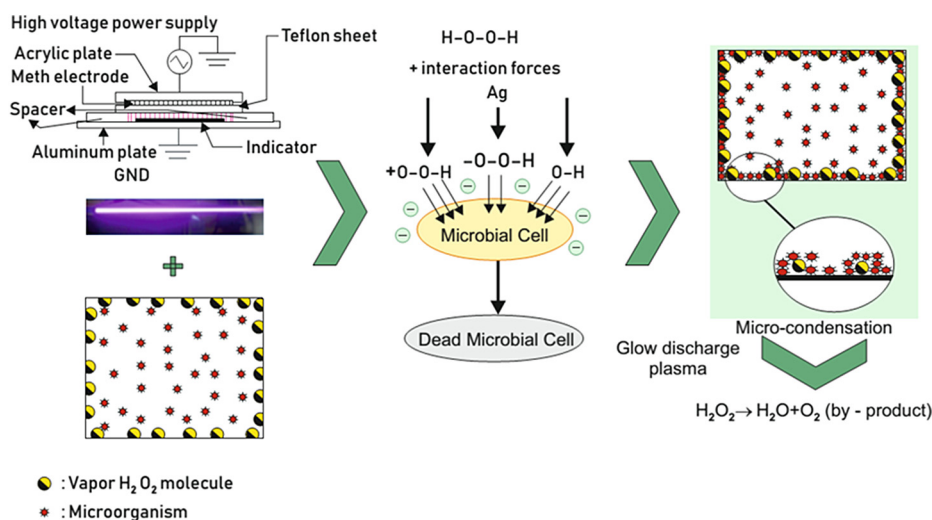 High voltage power supply
Acrylic plate
Meth electrode
Spacer
Teflon sheet
Aluminum plate
Indicator
GND
+
: Vapor H₂ O₂ molecule
: Microorganism
H-O-O-H
+ interaction forces
Ag
+O-O-H
-O-O-H
O-H
Microbial Cell
Dead Microbial Cell
Micro-condensation
Glow discharge
plasma
H₂O₂→ H₂O+O₂ (by - product)